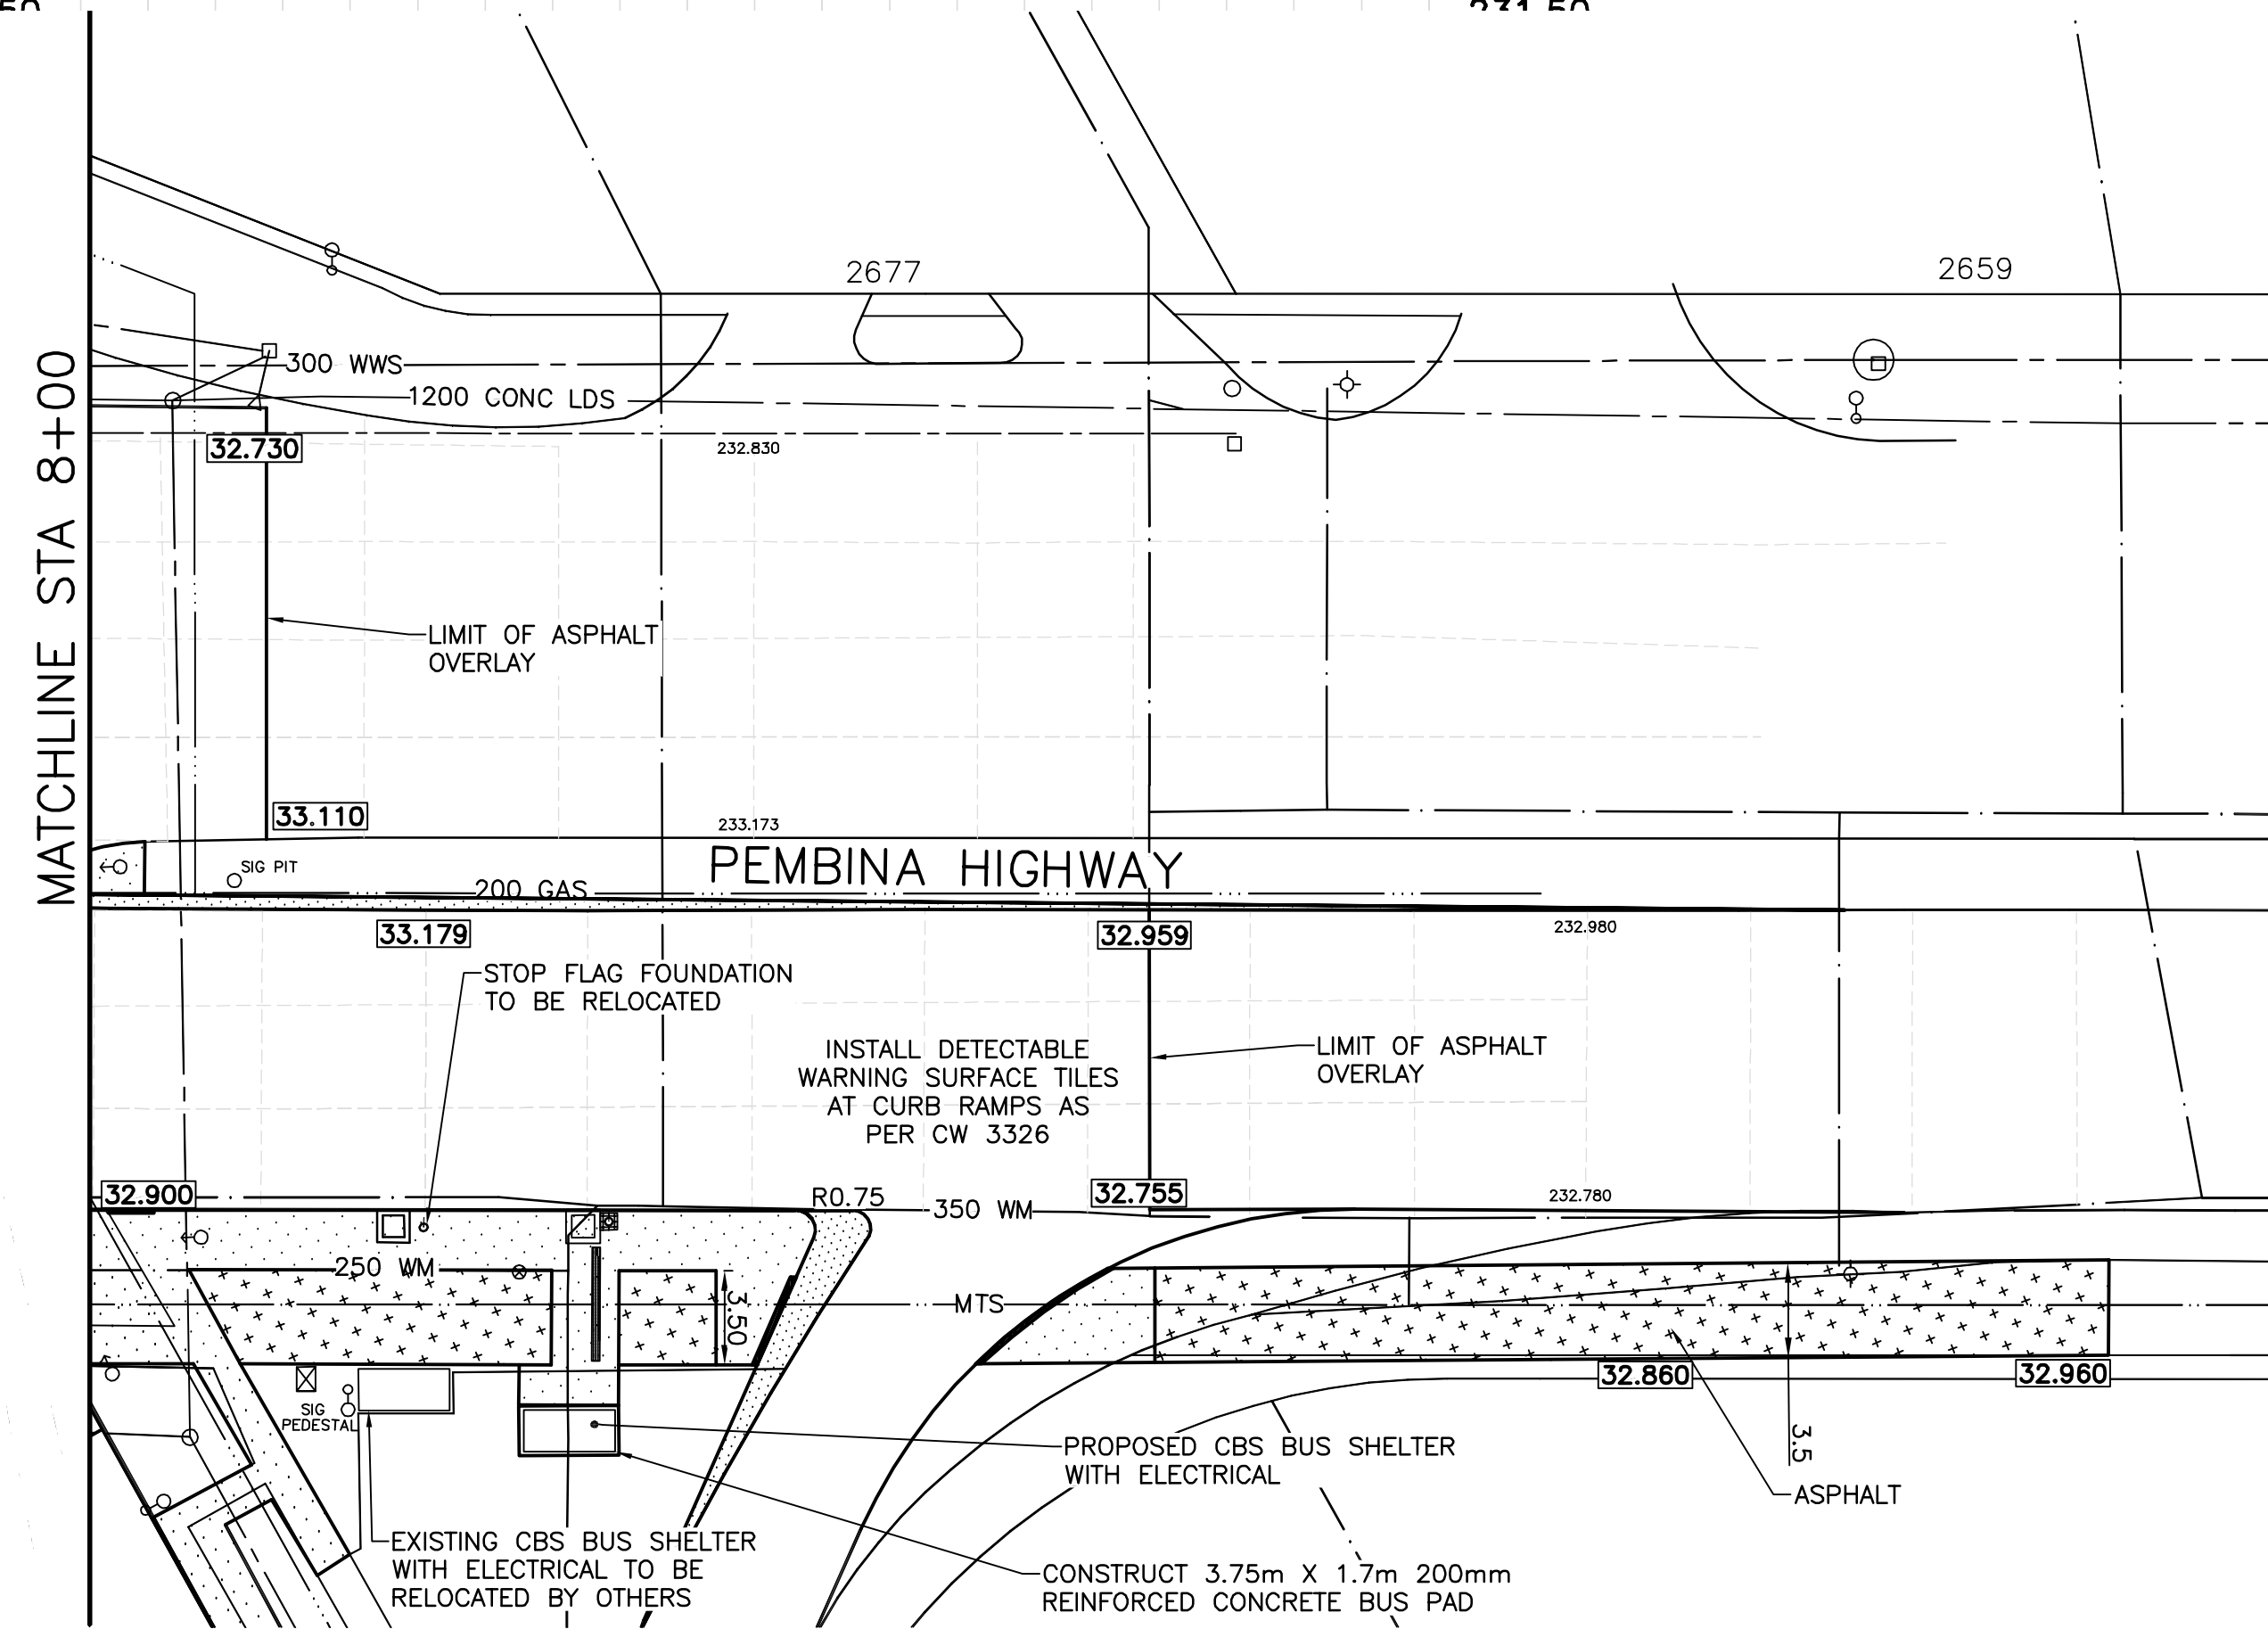 2677
2659
300 WWS
1200 CONC LDS
MATCHLINE STA 8+00
32.730
232.830
LIMIT OF ASPHALT
OVERLAY
33.110
233.173
SIG PIT
PEMBINA HIGHWAY
200 GAS
33.179
32.959
232.980
STOP FLAG FOUNDATION
TO BE RELOCATED
INSTALL DETECTABLE
WARNING SURFACE TILES
AT CURB RAMPS AS
PER CW 3326
LIMIT OF ASPHALT
OVERLAY
32.900
R0.75
350 WM
32.755
232.780
250 WM
3.50
MTS
32.860
32.960
SIG
PEDESTAL
3.5
PROPOSED CBS BUS SHELTER
WITH ELECTRICAL
ASPHALT
EXISTING CBS BUS SHELTER
WITH ELECTRICAL TO BE
RELOCATED BY OTHERS
CONSTRUCT 3.75m X 1.7m 200mm
REINFORCED CONCRETE BUS PAD